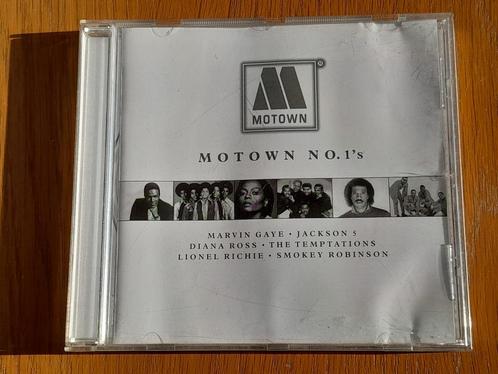 MOTOWN
®
MOTOWN NO.1's
MARVIN GAYE • JACKSON 5
DIANA ROSS • THE TEMPTATIONS
LIONEL RICHIE • SMOKEY ROBINSON